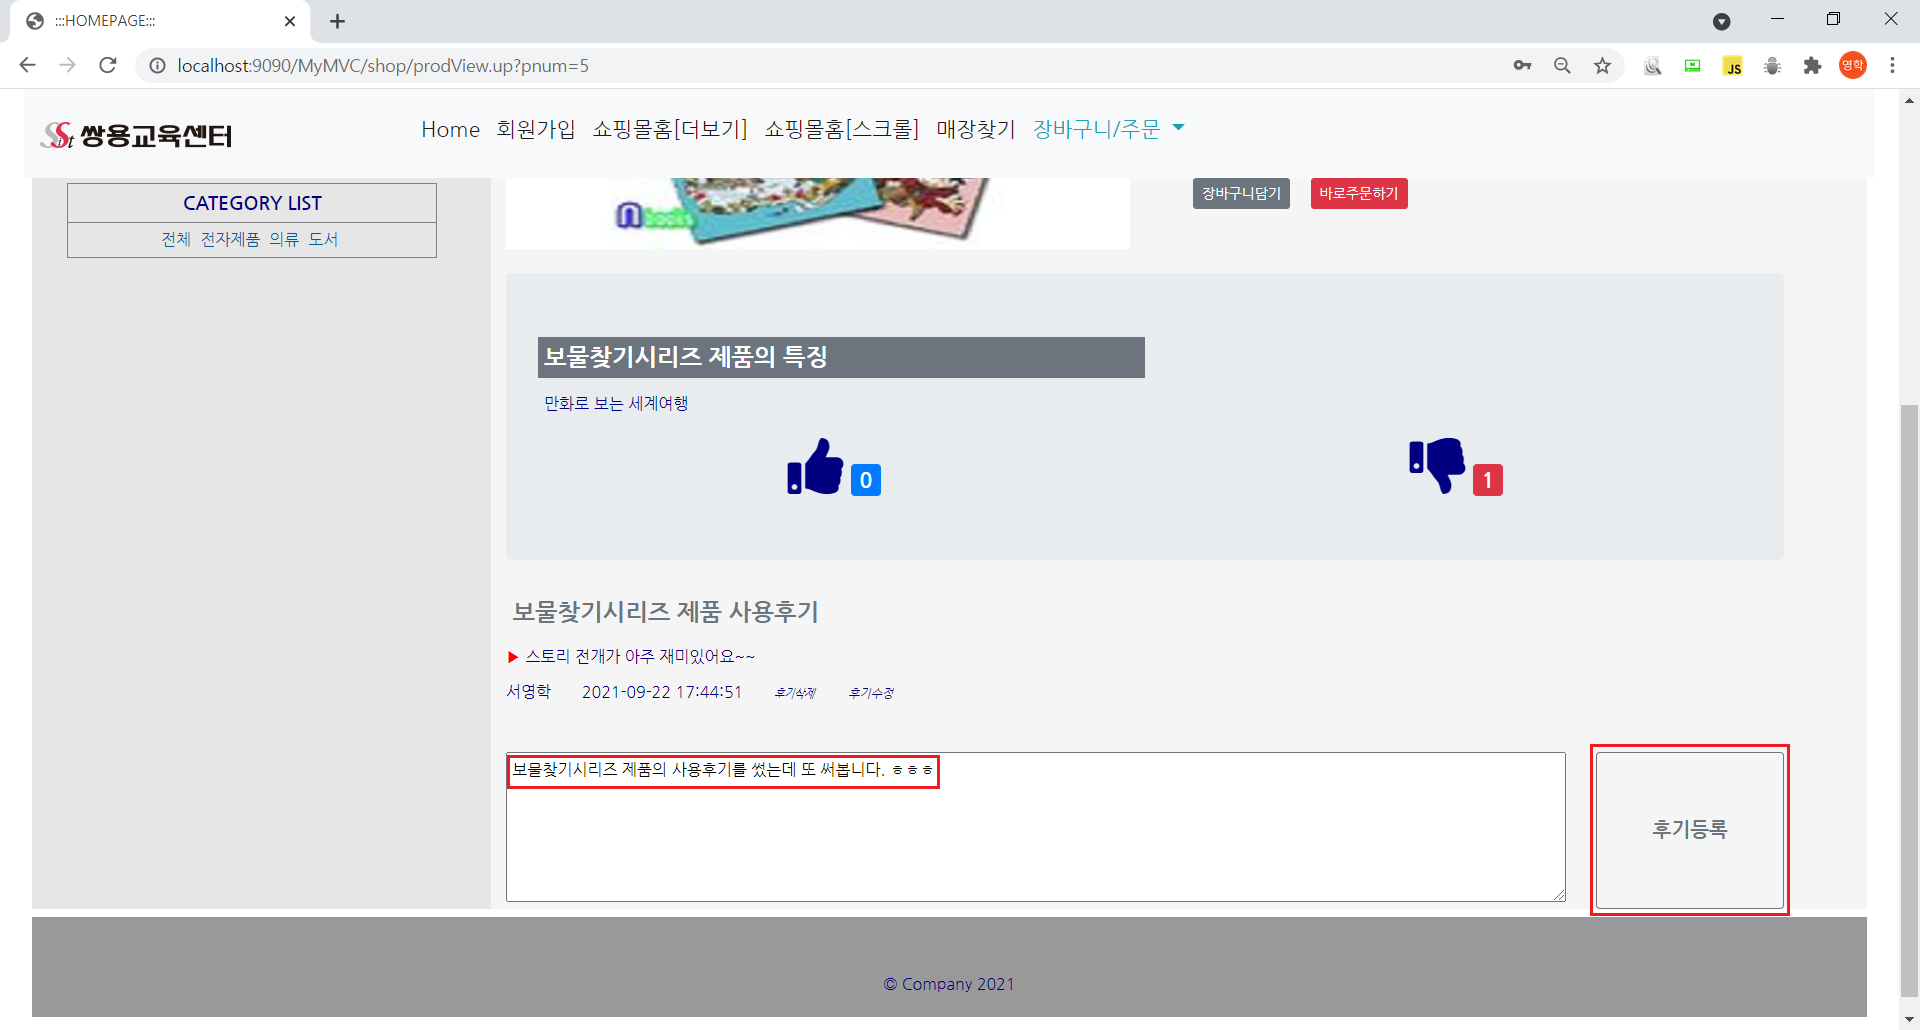 :::HOMEPAGE:::
localhost:9090/MyMVC/shop/prodView.up?pnum=5
JS
영학
SSt 쌍용교육센터
Home 회원가입 쇼핑몰홈[더보기] 쇼핑몰홈[스크롤] 매장찾기 장바구니/주문
CATEGORY LIST
전체 전자제품 의류 도서
books
장바구니담기 바로주문하기
보물찾기시리즈 제품의 특징
만화로 보는 세계여행
0
1
보물찾기시리즈 제품 사용후기
▶ 스토리 전개가 아주 재미있어요~~
서영학 2021-09-22 17:44:51 후기삭제 후기수정
보물찾기시리즈 제품의 사용후기를 썼는데 또 써봅니다. ㅎㅎㅎ
후기등록
© Company 2021